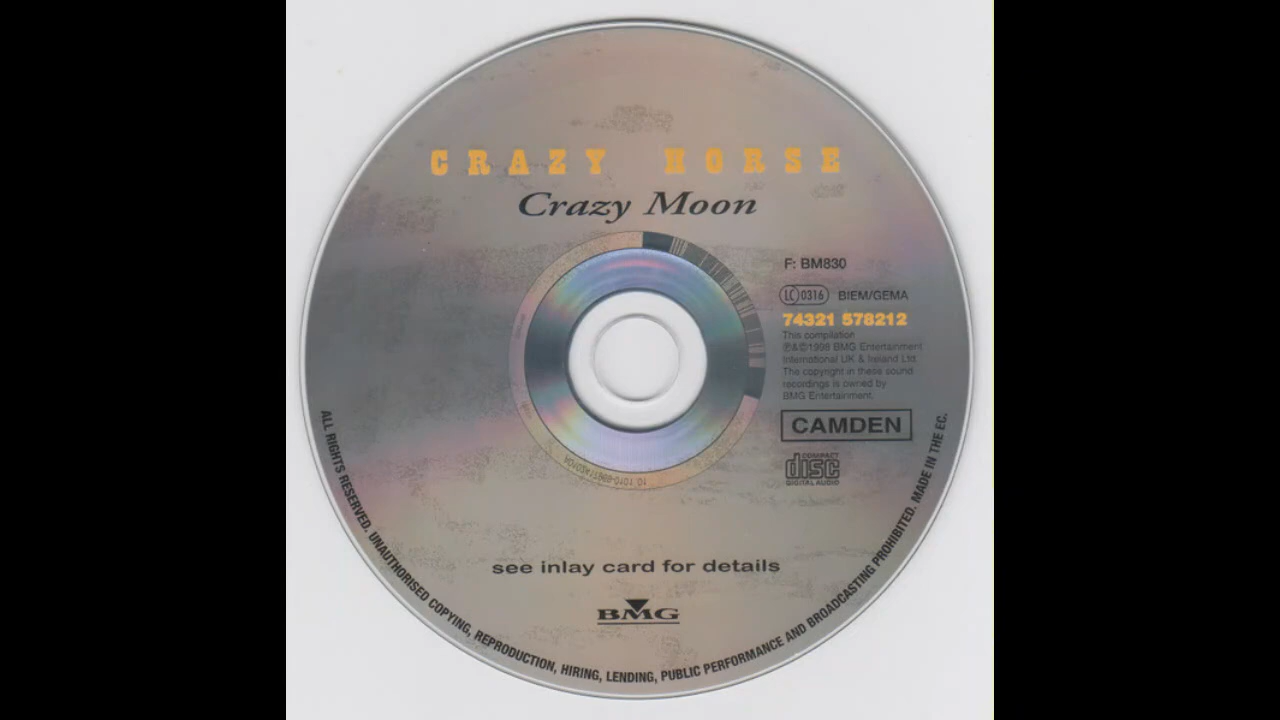 CRAZY HORSE
Crazy Moon
F: BM830
LC 0316 BIEM/GEMA
74321 578212
This compilation
℗&©1998 BMG Entertainment
International UK & Ireland Ltd.
The copyright in these sound
recordings is owned by
BMG Entertainment.
CAMDEN
COMPACT
disc
DIGITAL AUDIO
see inlay card for details
BMG
ALL RIGHTS RESERVED. UNAUTHORISED COPYING, REPRODUCTION, HIRING, LENDING, PUBLIC PERFORMANCE AND BROADCASTING PROHIBITED. MADE IN THE EC.